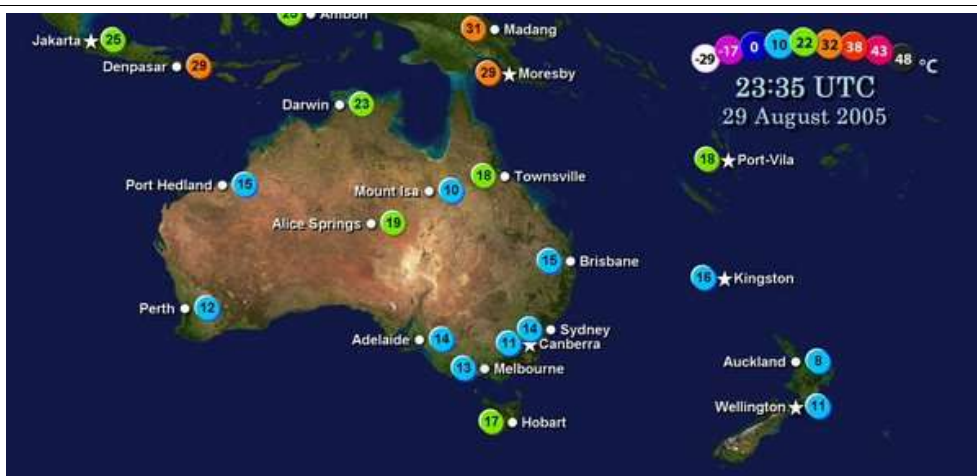 Ambon
31 Madang
Jakarta 25
-29 -17 0 10 22 32 38 43 48 °C
Denpasar 29
29 Moresby
23:35 UTC
Darwin 23
29 August 2005
18 Port-Vila
18 Townsville
Port Hedland 15
Mount Isa 10
Alice Springs 19
15 Brisbane
16 Kingston
Perth 12
14 Sydney
Adelaide 14
11 Canberra
Auckland 8
13 Melbourne
Wellington 11
17 Hobart